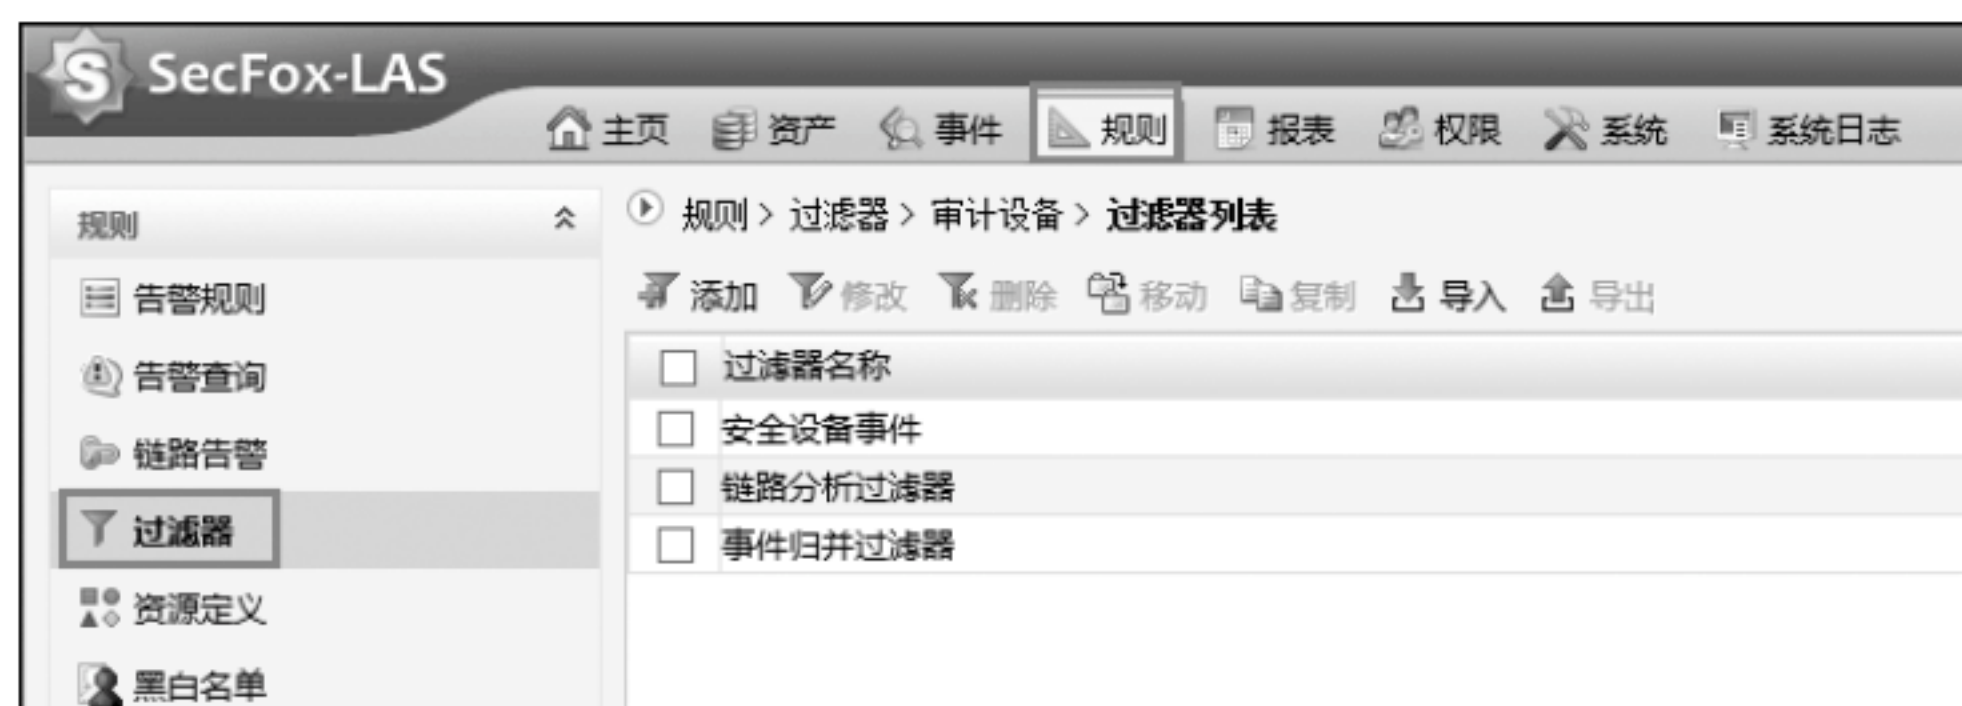 SecFox-LAS
主页 资产 事件 规则 报表 权限 系统 系统日志
规则
告警规则
告警查询
链路告警
过滤器
资源定义
黑白名单
规则 > 过滤器 > 审计设备 > 过滤器列表
添加 修改 删除 移动 复制 导入 导出
过滤器名称
安全设备事件
链路分析过滤器
事件归并过滤器